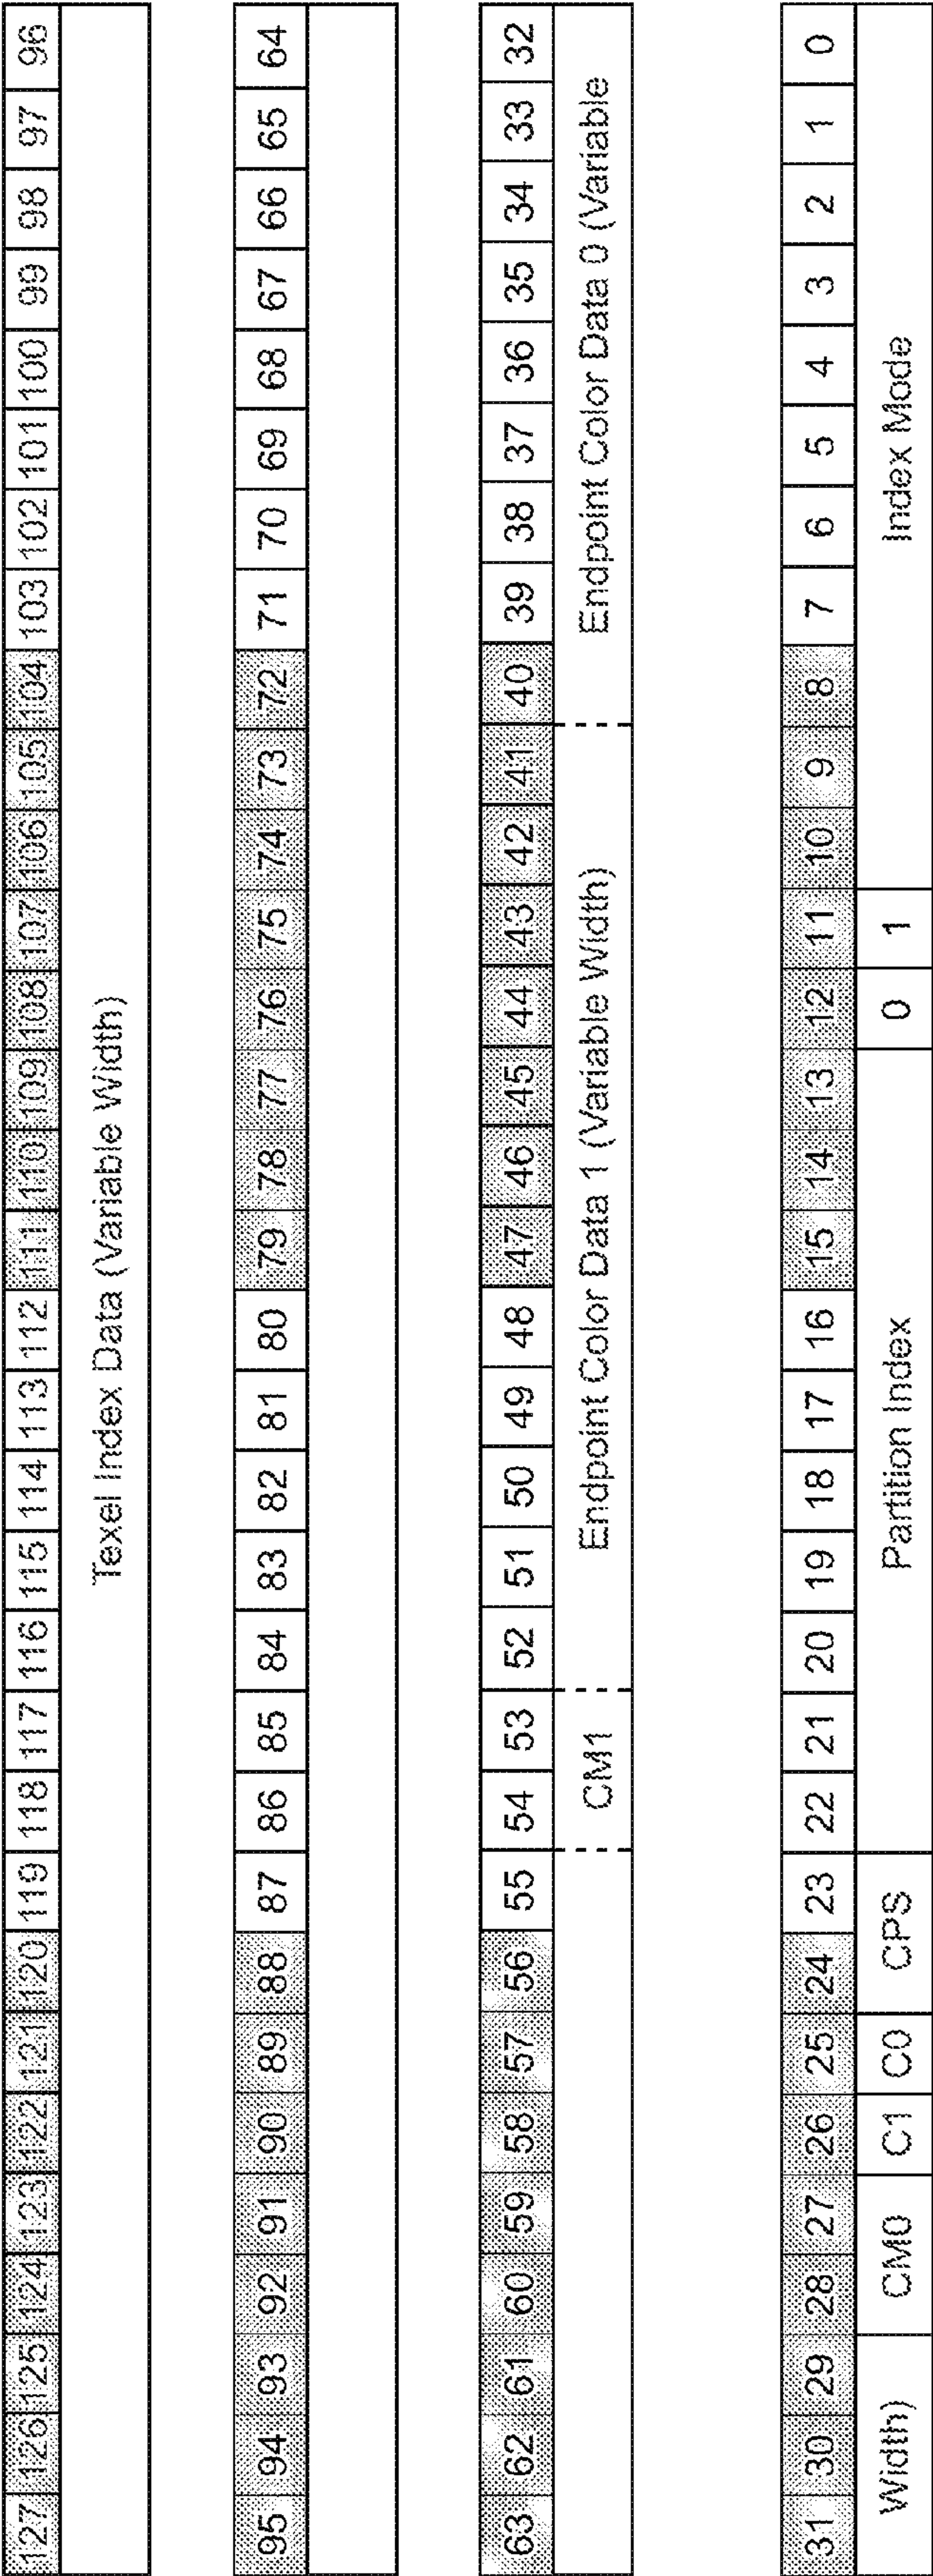 127 126 125 124 123 122 121 120 119 118 117 116 115 114 113 112 111 110 109 108 107 106 105 104 103 102 101 100 99 98 97 96
Texel Index Data (Variable Width)
95 94 93 92 91 90 89 88 87 86 85 84 83 82 81 80 79 78 77 76 75 74 73 72 71 70 69 68 67 66 65 64
63 62 61 60 59 58 57 56 55 54 53 52 51 50 49 48 47 46 45 44 43 42 41 40 39 38 37 36 35 34 33 32
CM1 Endpoint Color Data 1 (Variable Width) Endpoint Color Data 0 (Variable
31 30 29 28 27 26 25 24 23 22 21 20 19 18 17 16 15 14 13 12 11 10 9 8 7 6 5 4 3 2 1 0
Width) CM0 C1 C0 CPS Partition Index 0 1 Index Mode